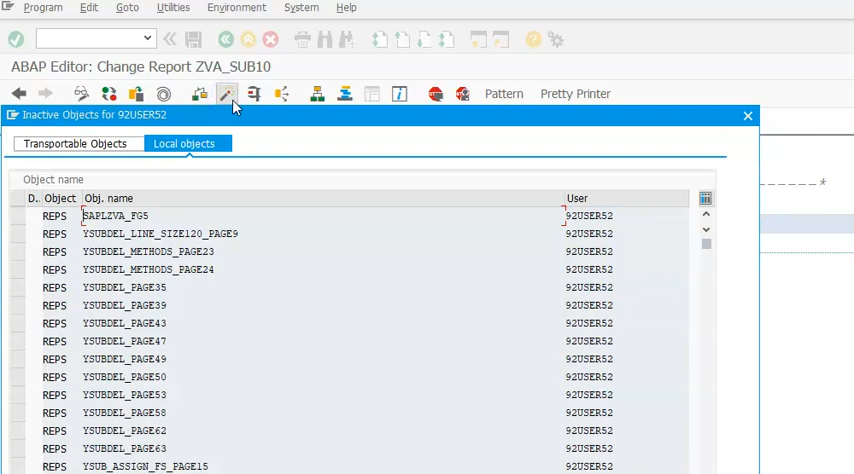 Program Edit Goto Utilities Environment System Help
ABAP Editor: Change Report ZVA_SUB10
Pattern Pretty Printer
Inactive Objects for 92USER52
Transportable Objects Local objects
Object name
D.. Object Obj. name User
REPS SAPLZVA_FG5 92USER52
REPS YSUBDEL_LINE_SIZE120_PAGE9 92USER52
REPS YSUBDEL_METHODS_PAGE23 92USER52
REPS YSUBDEL_METHODS_PAGE24 92USER52
REPS YSUBDEL_PAGE35 92USER52
REPS YSUBDEL_PAGE39 92USER52
REPS YSUBDEL_PAGE43 92USER52
REPS YSUBDEL_PAGE47 92USER52
REPS YSUBDEL_PAGE49 92USER52
REPS YSUBDEL_PAGE50 92USER52
REPS YSUBDEL_PAGE53 92USER52
REPS YSUBDEL_PAGE58 92USER52
REPS YSUBDEL_PAGE62 92USER52
REPS YSUBDEL_PAGE63 92USER52
REPS YSUB_ASSIGN_FS_PAGE15 92USER52